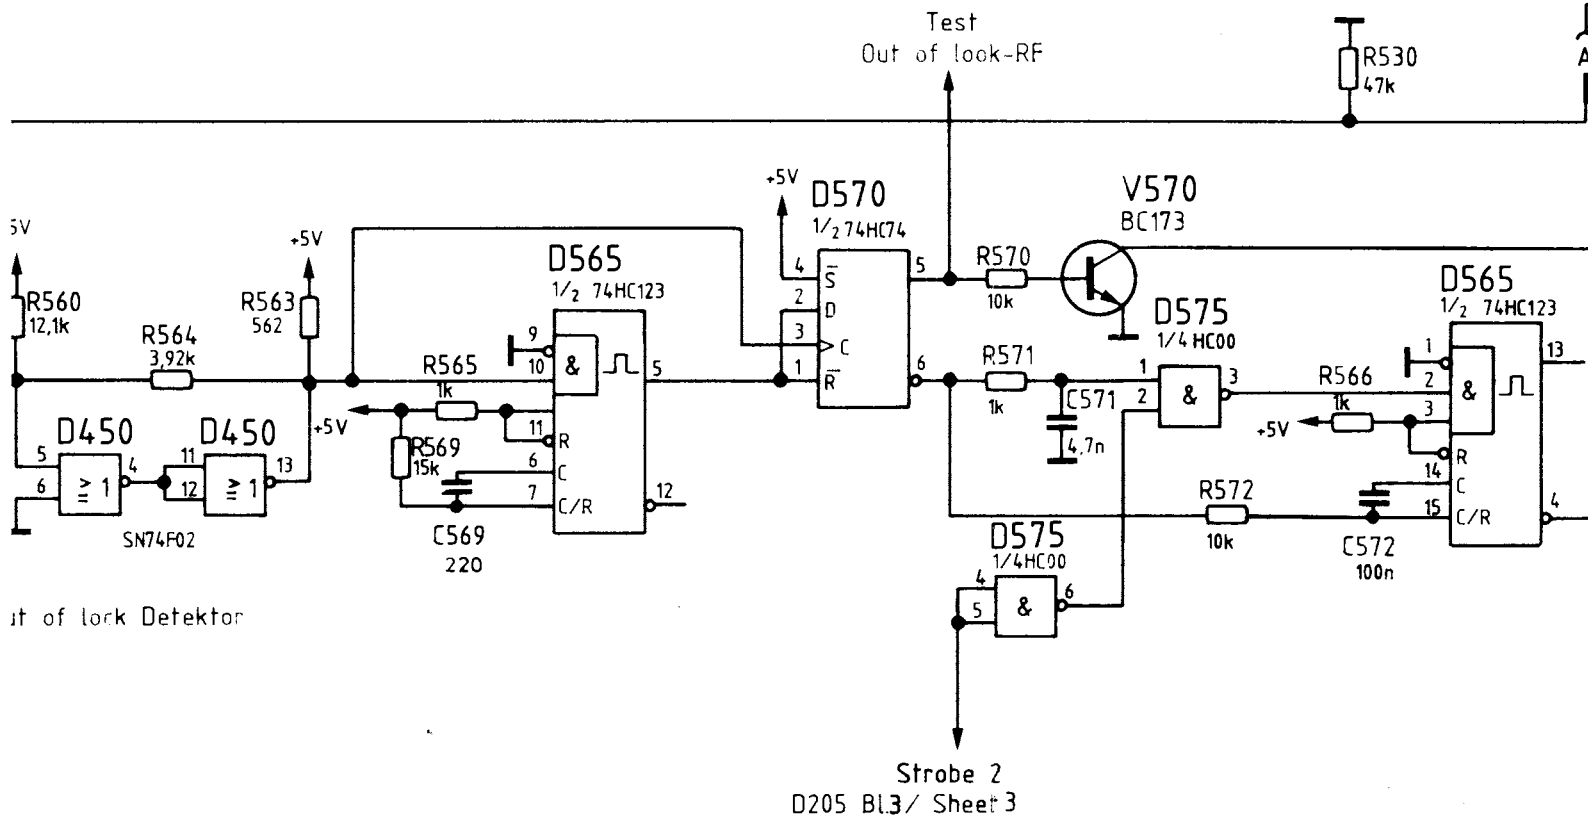 Test
Out of look-RF
R530
47k
A
+5V
D570
1/2 74HC74
V570
BC173
5V
+5V
R560
12,1k
R563
562
R564
3,92k
D565
1/2 74HC123
9
10
&
5
R565
1k
+5V
11
R
R569
15k
6
C
7
C/R
12
C569
220
D450
D450
5
6
≥ 1
4
11
12
≥ 1
13
SN74F02
ut of lock Detektor
4
S
2
D
3
C
1
R
5
6
R570
10k
R571
1k
C571
4,7n
D575
1/4 HC00
1
2
&
3
D565
1/2 74HC123
1
2
3
&
13
R566
1k
+5V
R
14
C
15
C/R
4
R572
10k
C572
100n
D575
1/4HC00
4
5
&
6
Strobe 2
D205 Bl.3/ Sheet 3